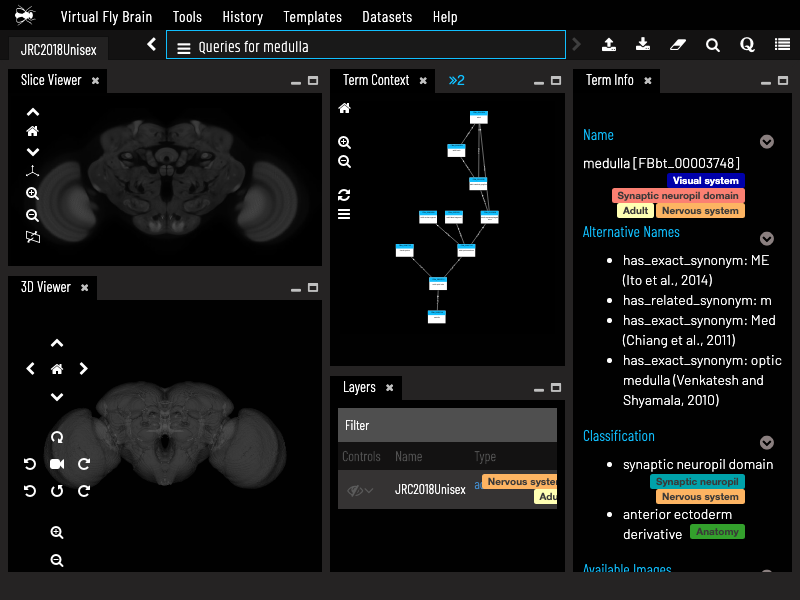 Virtual Fly Brain Tools History Templates Datasets Help
JRC2018Unisex
Queries for medulla
Slice Viewer
Term Context
2
Term Info
Name
medulla [FBbt_00003748]
Visual system
Synaptic neuropil domain
Adult Nervous system
Alternative Names
has_exact_synonym: ME
(Ito et al., 2014)
has_related_synonym: m
has_exact_synonym: Med
(Chiang et al., 2011)
has_exact_synonym: optic
medulla (Venkatesh and
Shyamala, 2010)
Classification
synaptic neuropil domain
Synaptic neuropil
Nervous system
anterior ectoderm
derivative Anatomy
Available Images
3D Viewer
Layers
Filter
Controls Name Type
JRC2018Unisex
Nervous system